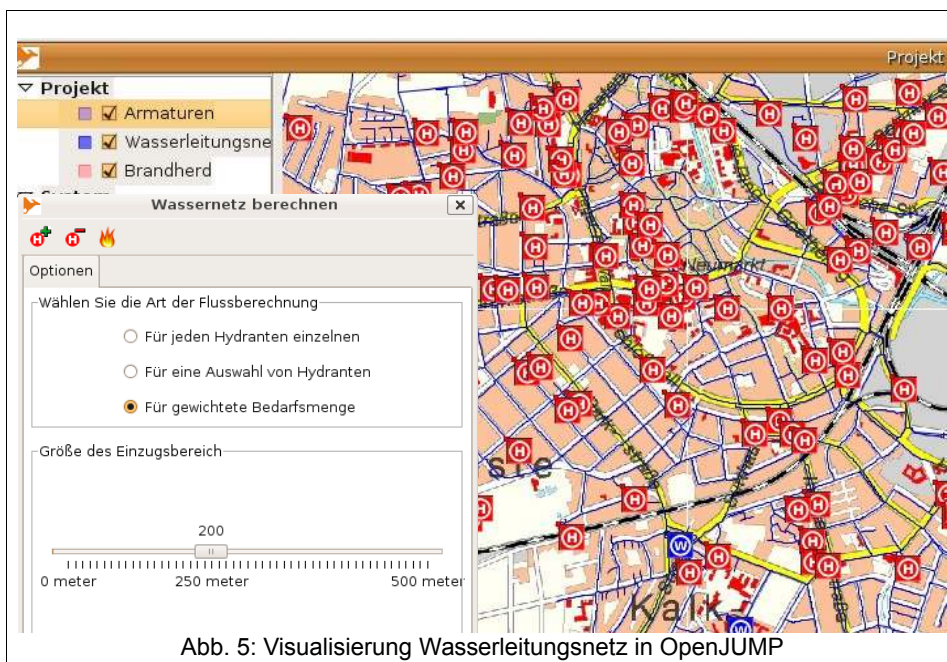 Projekt
Projekt
Armaturen
Wasserleitungsne
Brandherd
Wassernetz berechnen
Optionen
Wählen Sie die Art der Flussberechnung
Für jeden Hydranten einzelnen
Für eine Auswahl von Hydranten
Für gewichtete Bedarfsmenge
Größe des Einzugsbereich
200
0 meter
250 meter
500 meter
Neumarkt
ste
Kalk
W
W
Abb. 5: Visualisierung Wasserleitungsnetz in OpenJUMP